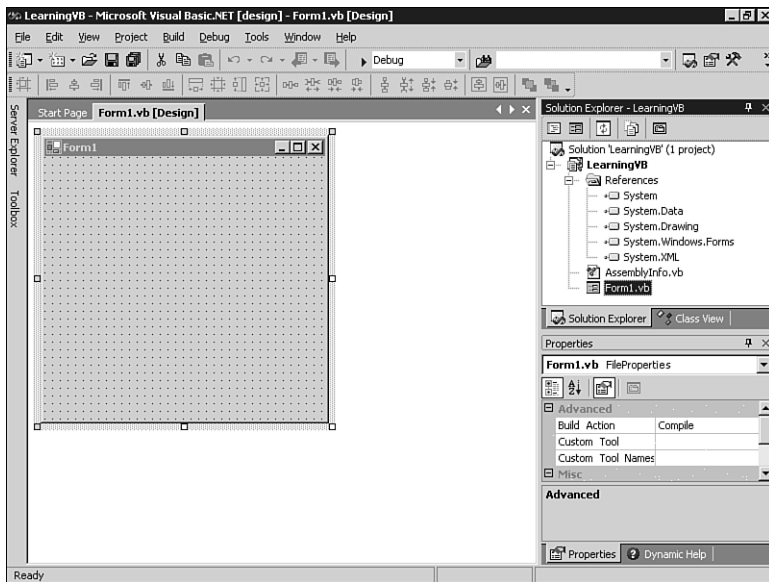 LearningVB - Microsoft Visual Basic.NET [design] - Form1.vb [Design]
File Edit View Project Build Debug Tools Window Help
Debug
Server Explorer
Toolbox
Start Page Form1.vb [Design]
Form1
Solution Explorer - LearningVB
Solution 'LearningVB' (1 project)
LearningVB
References
System
System.Data
System.Drawing
System.Windows.Forms
System.XML
AssemblyInfo.vb
Form1.vb
Solution Explorer Class View
Properties
Form1.vb FileProperties
Advanced
Build Action Compile
Custom Tool
Custom Tool Names
Misc
Advanced
Properties Dynamic Help
Ready